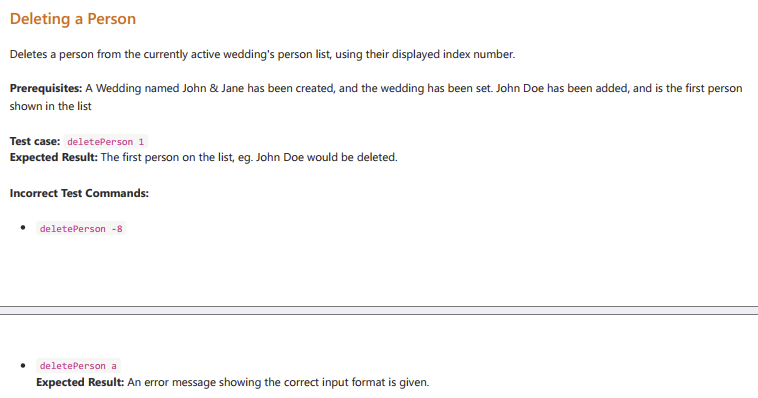 Deleting a Person
Deletes a person from the currently active wedding's person list, using their displayed index number.
Prerequisites: A Wedding named John & Jane has been created, and the wedding has been set. John Doe has been added, and is the first person
shown in the list
Test case: deletePerson 1
Expected Result: The first person on the list, eg. John Doe would be deleted.
Incorrect Test Commands:
• deletePerson -8
• deletePerson a
Expected Result: An error message showing the correct input format is given.